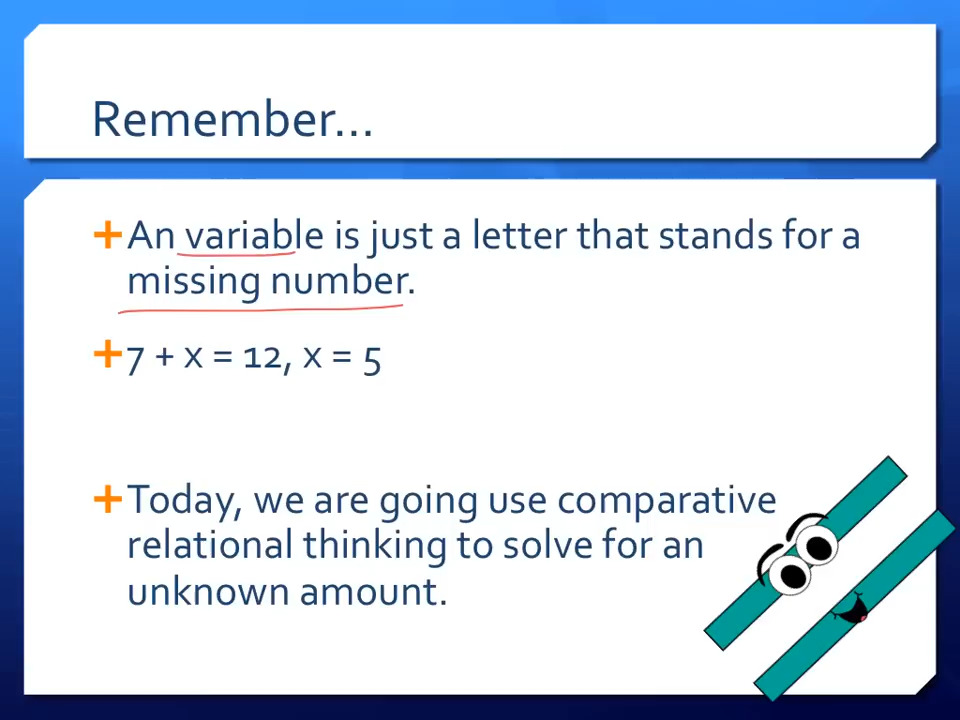 Remember...
An variable is just a letter that stands for a
missing number.
7 + x = 12, x = 5
Today, we are going use comparative
relational thinking to solve for an
unknown amount.